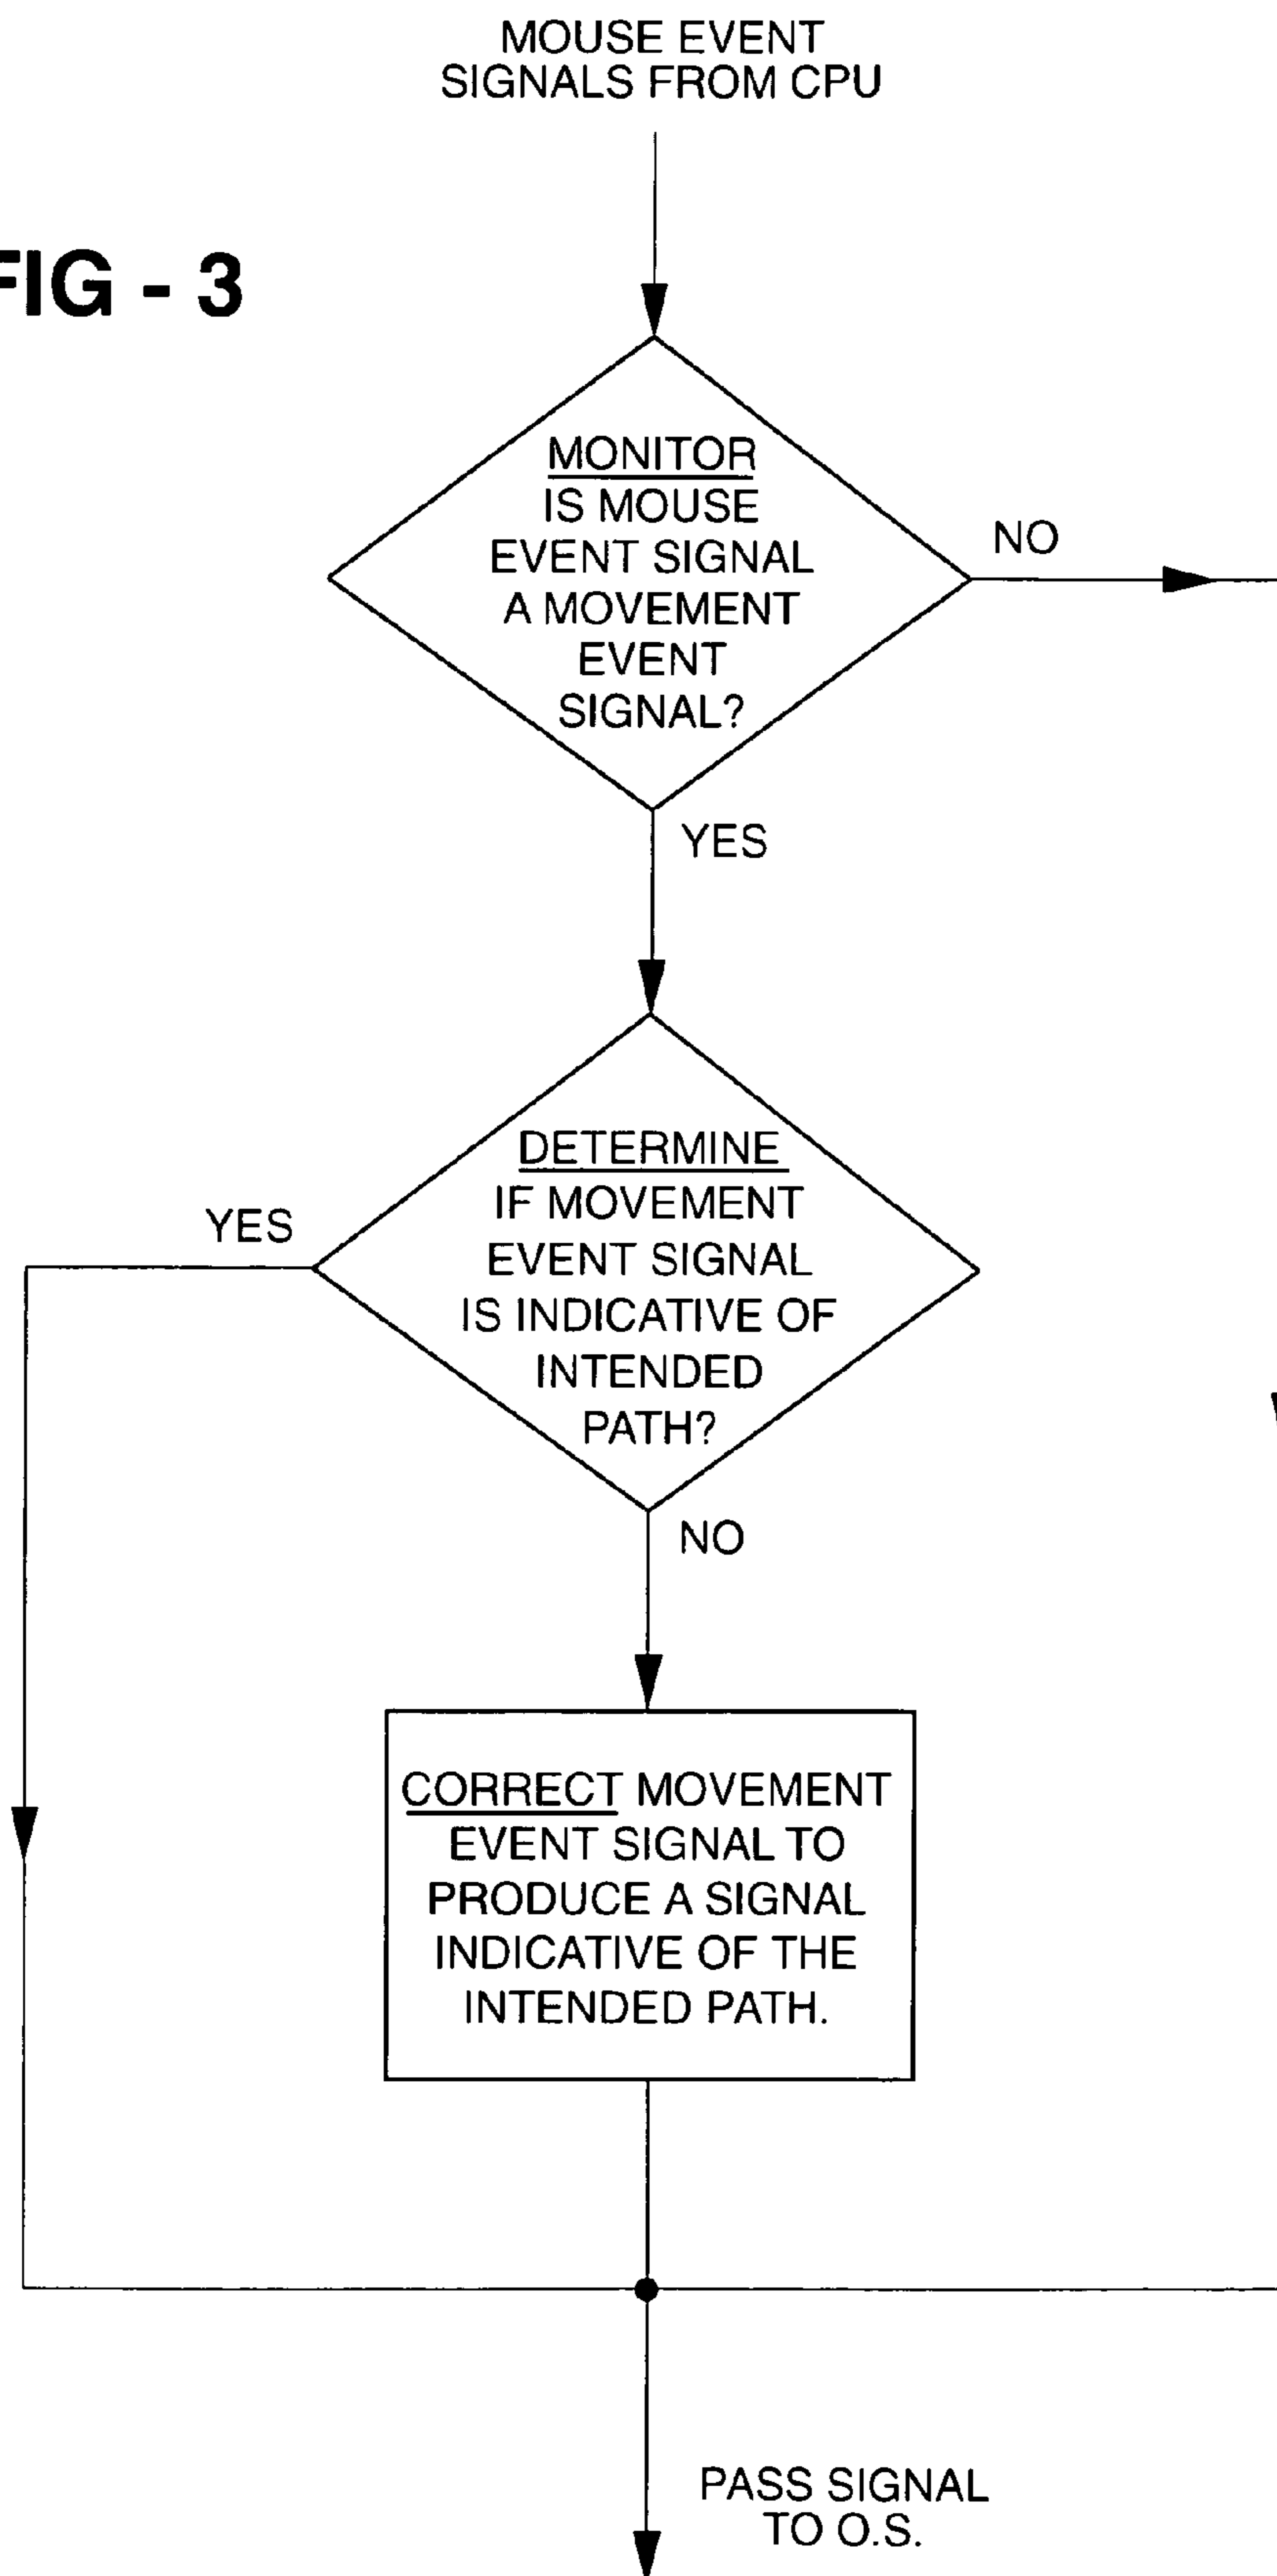 MOUSE EVENT
SIGNALS FROM CPU
FIG - 3
MONITOR
IS MOUSE
EVENT SIGNAL
A MOVEMENT
EVENT
SIGNAL?
NO
YES
DETERMINE
IF MOVEMENT
EVENT SIGNAL
IS INDICATIVE OF
INTENDED
PATH?
YES
NO
CORRECT MOVEMENT
EVENT SIGNAL TO
PRODUCE A SIGNAL
INDICATIVE OF THE
INTENDED PATH.
PASS SIGNAL
TO O.S.